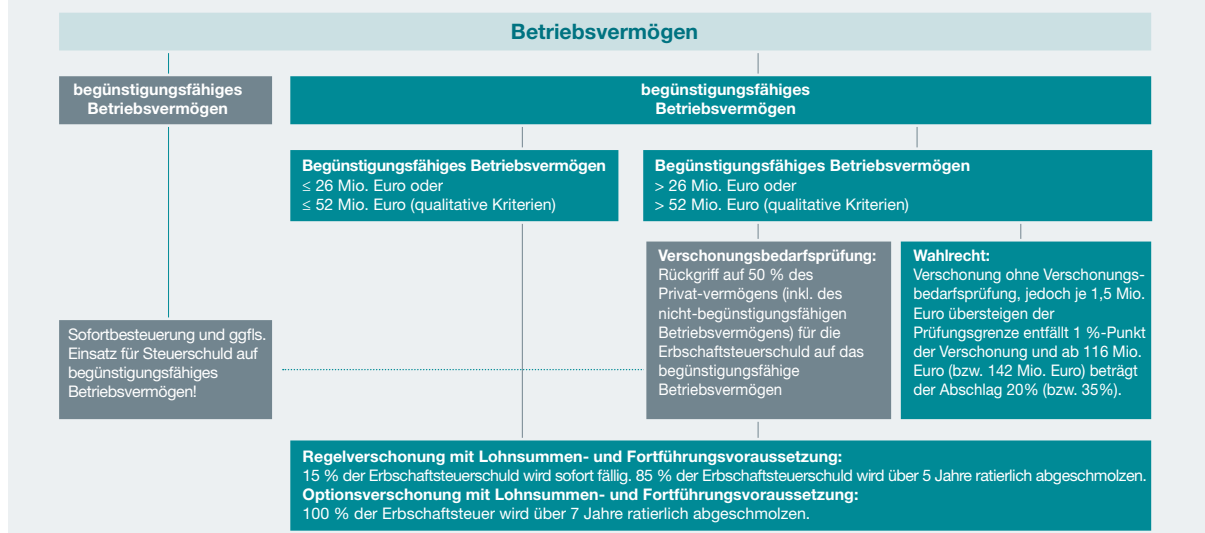 Betriebsvermögen
begünstigungsfähiges
Betriebsvermögen
begünstigungsfähiges
Betriebsvermögen
Begünstigungsfähiges Betriebsvermögen
≤ 26 Mio. Euro oder
≤ 52 Mio. Euro (qualitative Kriterien)
Begünstigungsfähiges Betriebsvermögen
> 26 Mio. Euro oder
> 52 Mio. Euro (qualitative Kriterien)
Verschonungsbedarfsprüfung:
Rückgriff auf 50 % des
Privat-vermögens (inkl. des
nicht-begünstigungsfähigen
Betriebsvermögens) für die
Erbschaftsteuerschuld auf das
begünstigungsfähige
Betriebsvermögen
Wahlrecht:
Verschonung ohne Verschonungs-
bedarfsprüfung, jedoch je 1,5 Mio.
Euro übersteigen der
Prüfungsgrenze entfällt 1 %-Punkt
der Verschonung und ab 116 Mio.
Euro (bzw. 142 Mio. Euro) beträgt
der Abschlag 20% (bzw. 35%).
Sofortbesteuerung und ggfls.
Einsatz für Steuerschuld auf
begünstigungsfähiges
Betriebsvermögen!
Regelverschonung mit Lohnsummen- und Fortführungsvoraussetzung:
15 % der Erbschaftsteuerschuld wird sofort fällig. 85 % der Erbschaftsteuerschuld wird über 5 Jahre ratierlich abgeschmolzen.
Optionsverschonung mit Lohnsummen- und Fortführungsvoraussetzung:
100 % der Erbschaftsteuer wird über 7 Jahre ratierlich abgeschmolzen.